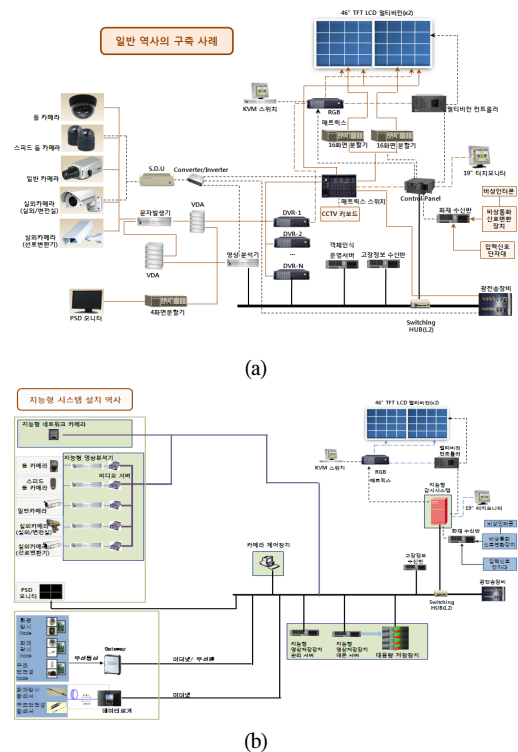 일반 역사의 구축 사례
46" TFT LCD 멀티비전(x2)
돔 카메라
스피드 돔 카메라
일반 카메라
실외카메라
(실외/변전실)
실외카메라
(선로변환기)
S.D.U
Converter/Inverter
KVM 스위치
RGB
매트릭스
멀티비전 컨트롤러
16화면 분할기
16화면 분할기
19" 터치모니터
매트릭스 스위치
Control Panel
CCTV 키보드
비상인터폰
화재 수신반
비상통화
신호변환
장치
입력신호
단자대
문자발생기
VDA
VDA
DVR-1
DVR-2
...
DVR-N
영상 분석기
객체인식
운영서버
고장정보 수신반
PSD 모니터
4화면분할기
Switching
HUB(L2)
광전송장비
(a)
지능형 시스템 설치 역사
지능형 네트워크 카메라
46" TFT LCD 멀티비전(x2)
돔 카메라
지능형 영상분석기
비디오 서버
스피드
돔 카메라
일반카메라
실외카메라
(실외/변전실)
실외카메라
(선로변환기)
KVM 스위치
RGB
매트릭스
멀티비전
컨트롤러
지능형
감시시스템
19" 터치모니터
비상인터폰
화재 수신반
비상통화
신호변환장치
입력신호
단자대
카메라 제어장치
고장정보
수신반
PSD
모니터
Switching
HUB(L2)
광전송장비
Node
Node
Node
Gateway
지능형
영상저장장치
관리 서버
지능형
영상저장장치
대용량 저장장치
이더넷
데이터로거
(b)